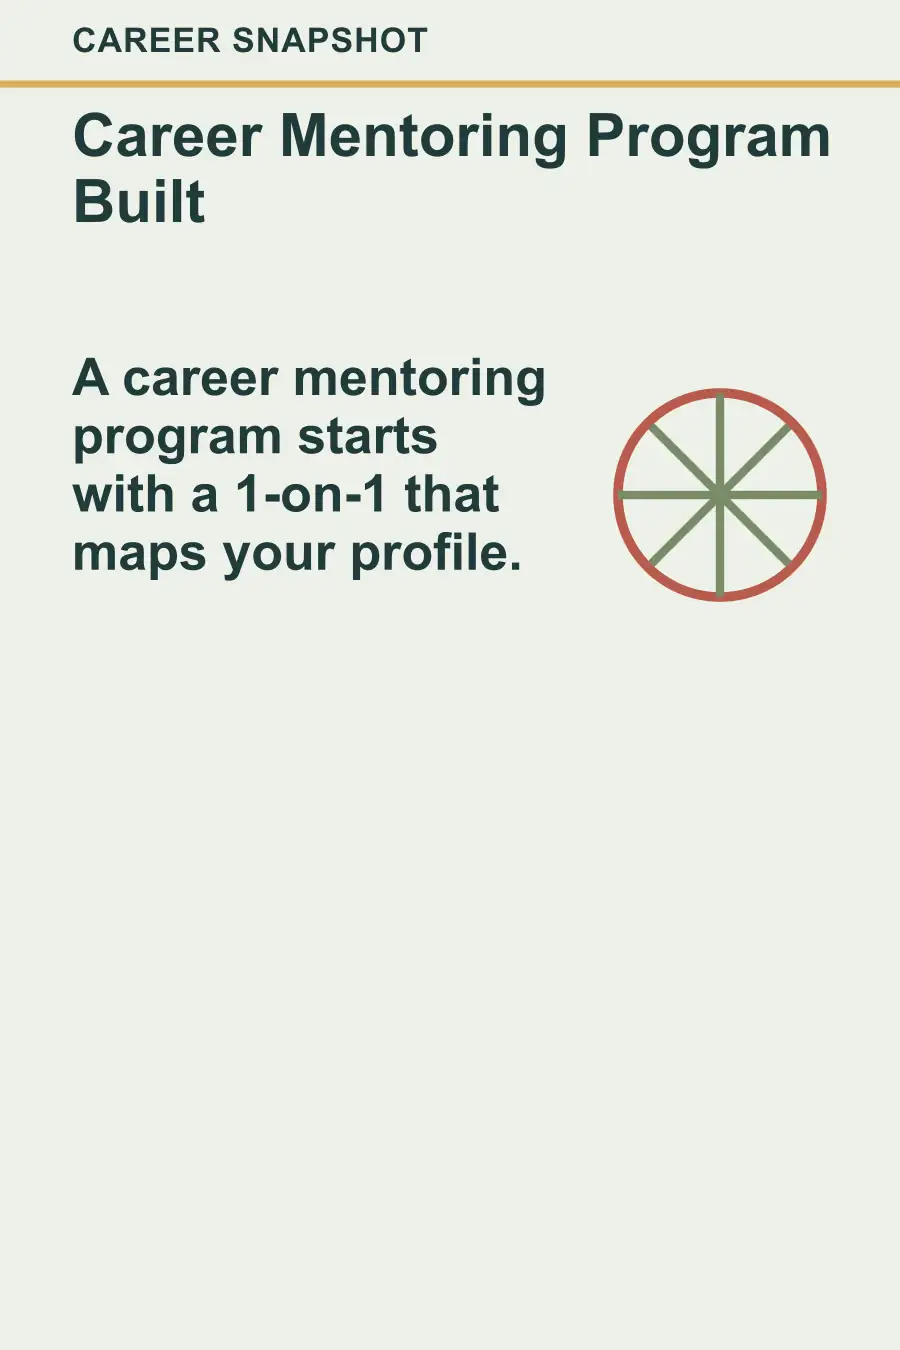 CAREER SNAPSHOT
Career Mentoring Program
Built
A career mentoring
program starts
with a 1-on-1 that
maps your profile.